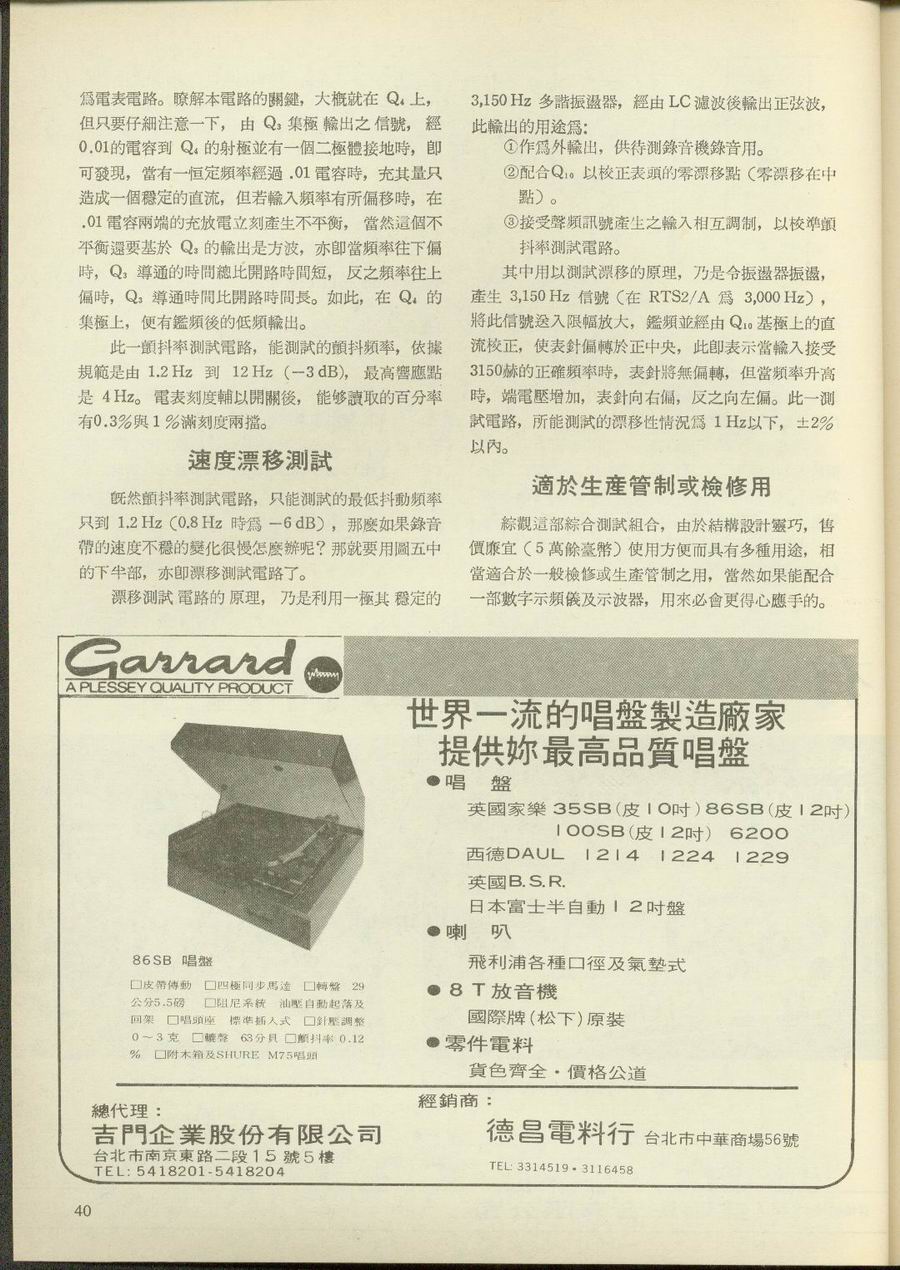 爲電表電路。瞭解本電路的關鍵，大概就在 Q₄ 上，
但只要仔細注意一下， 由 Q₃ 集極 輸出之 信號， 經
0.01的電容到 Q₄ 的射極並有一個二極體接地時，卽
可發現，當有一恒定頻率經過 .01 電容時，充其量只
造成一個穩定的直流，但若輸入頻率有所偏移時，在
.01 電容兩端的充放電立刻產生不平衡， 當然這個不
平衡還要基於 Q₃ 的輸出是方波，亦卽當頻率往下偏
時，Q₃ 導通的時間總比開路時間短， 反之頻率往上
偏時，Q₃ 導通時間比開路時間長。如此，在 Q₄ 的
集極上，便有鑑頻後的低頻輸出。
此一顫抖率測試電路，能測試的顫抖頻率，依據
規範是由 1.2 Hz 到 12 Hz (−3 dB)， 最高響應點
是 4 Hz。 電表刻度輔以開關後， 能够讀取的百分率
有0.3%與 1 %滿刻度兩擋。
速度漂移測試
旣然顫抖率測試電路，只能測試的最低抖動頻率
只到 1.2 Hz (0.8 Hz 時爲 −6 dB) ，那麼如果錄音
帶的速度不穩的變化很慢怎麼辦呢？那就要用圖五中
的下半部，亦卽漂移測試電路了。
漂移測試 電路的 原理， 乃是利用一極其 穩定的
3,150 Hz 多諧振盪器，經由 LC 濾波後輸出正弦波，
此輸出的用途爲：
①作爲外輸出，供待測錄音機錄音用。
②配合Q₁₀ 以校正表頭的零漂移點（零漂移在中
點）。
③接受聲頻訊號產生之輸入相互調制，以校準顫
抖率測試電路。
其中用以測試漂移的原理，乃是令振盪器振盪，
產生 3,150 Hz 信號（在 RTS2/A 爲 3,000 Hz），
將此信號送入限幅放大，鑑頻並經由 Q₁₀ 基極上的直
流校正，使表針偏轉於正中央，此卽表示當輸入接受
3150赫的正確頻率時，表針將無偏轉，但當頻率升高
時，端電壓增加，表針向右偏，反之向左偏。此一測
試電路，所能測試的漂移性情況爲 1 Hz以下，±2%
以內。
適於生產管制或檢修用
綜觀這部綜合測試組合，由於結構設計靈巧，售
價廉宜（5 萬餘臺幣）使用方便而具有多種用途，相
當適合於一般檢修或生產管制之用，當然如果能配合
一部數字示頻儀及示波器，用來必會更得心應手的。
Garrard
A PLESSEY QUALITY PRODUCT
世界一流的唱盤製造廠家
提供妳最高品質唱盤
●唱 盤
英國家樂 35SB（皮10吋）86SB（皮12吋）
100SB（皮12吋） 6200
西德DAUL 1214 1224 1229
英國B.S.R.
日本富士半自動12吋盤
●喇 叭
飛利浦各種口徑及氣墊式
●8T放音機
國際牌(松下)原裝
●零件電料
貨色齊全・價格公道
86SB 唱盤
□皮帶傳動 □四極同步馬達 □轉盤 29
公分5.5磅 □阻尼系統 油壓自動起落及
回架 □唱頭座 標準插入式 □針壓調整
0～3 克 □轆聲 63分貝 □顫抖率 0.12
% □附木箱及SHURE M75唱頭
總代理：
吉門企業股份有限公司
台北市南京東路二段15號5樓
TEL: 5418201-5418204
經銷商：
德昌電料行 台北市中華商場56號
TEL: 3314519・3116458
40